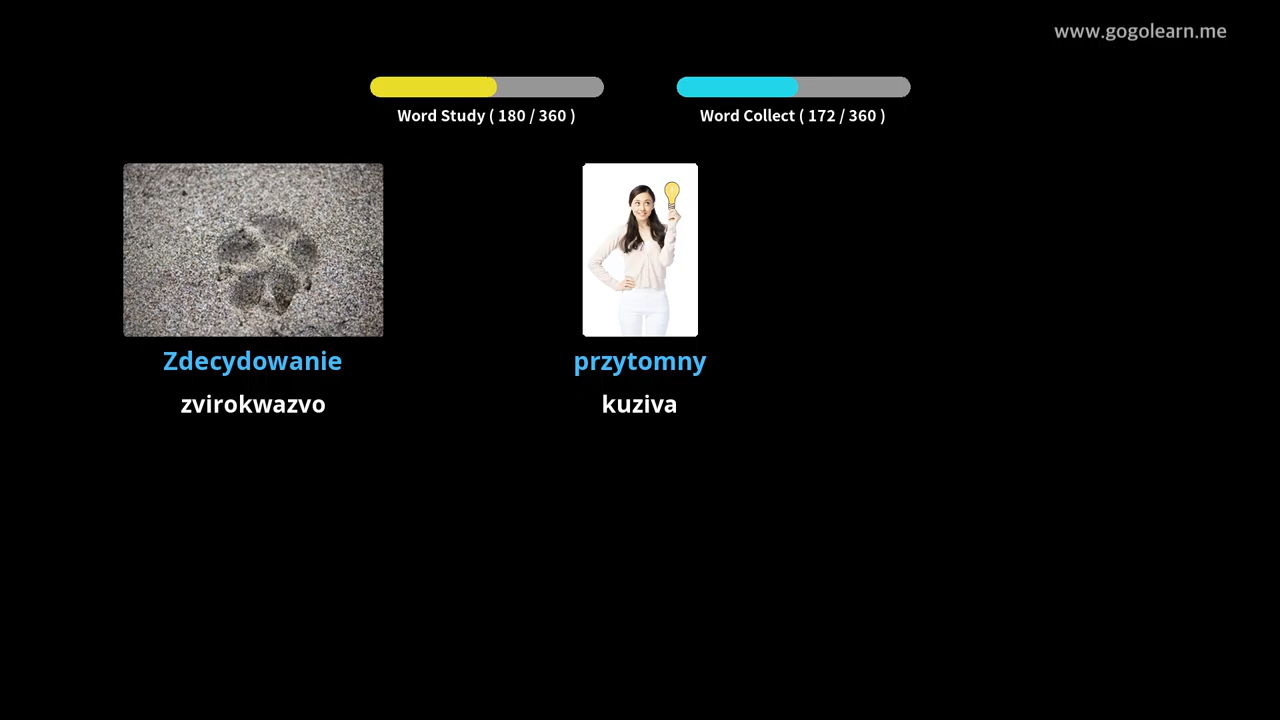 www.gogolearn.me
Word Study ( 180 / 360 )
Word Collect ( 172 / 360 )
Zdecydowanie
przytomny
zvirokwazvo
kuziva